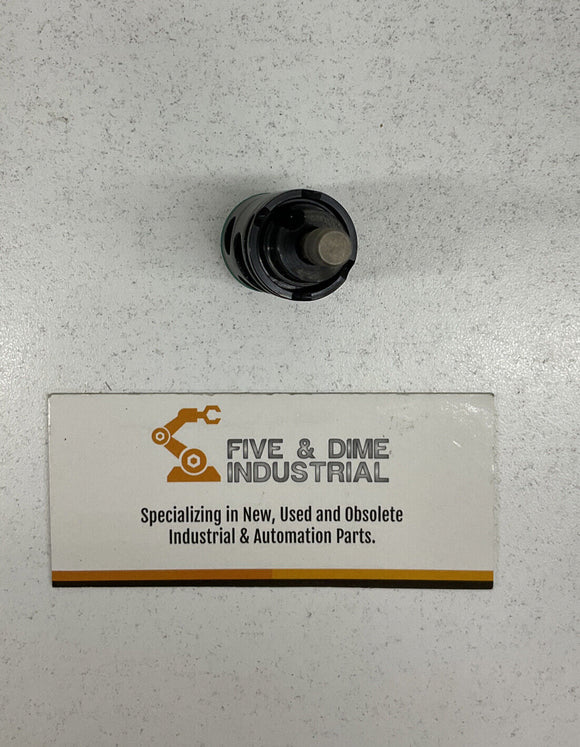 FIVE & DIME
INDUSTRIAL
Specializing in New, Used and Obsolete
Industrial & Automation Parts.